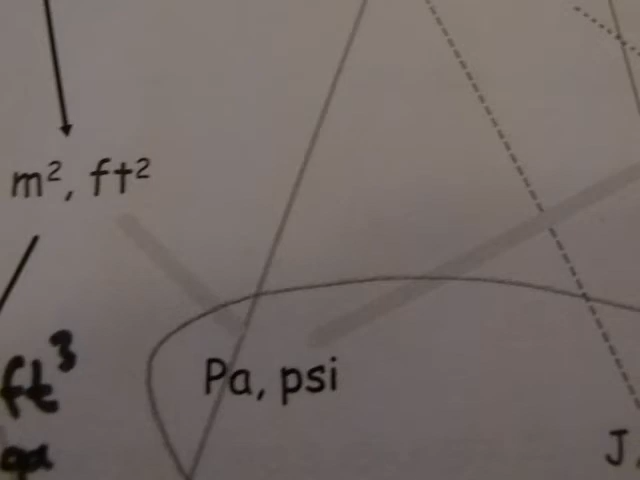 m², ft²
ft³
Pa, psi
J,